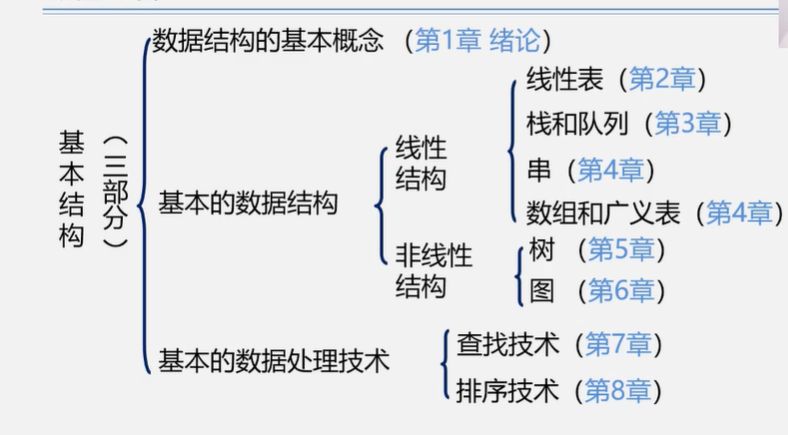 基本结构
（三部分）
数据结构的基本概念 （第1章 绪论）
基本的数据结构
线性
结构
线性表（第2章）
栈和队列（第3章）
串（第4章）
数组和广义表（第4章）
非线性
结构
树 （第5章）
图 （第6章）
基本的数据处理技术
查找技术（第7章）
排序技术（第8章）